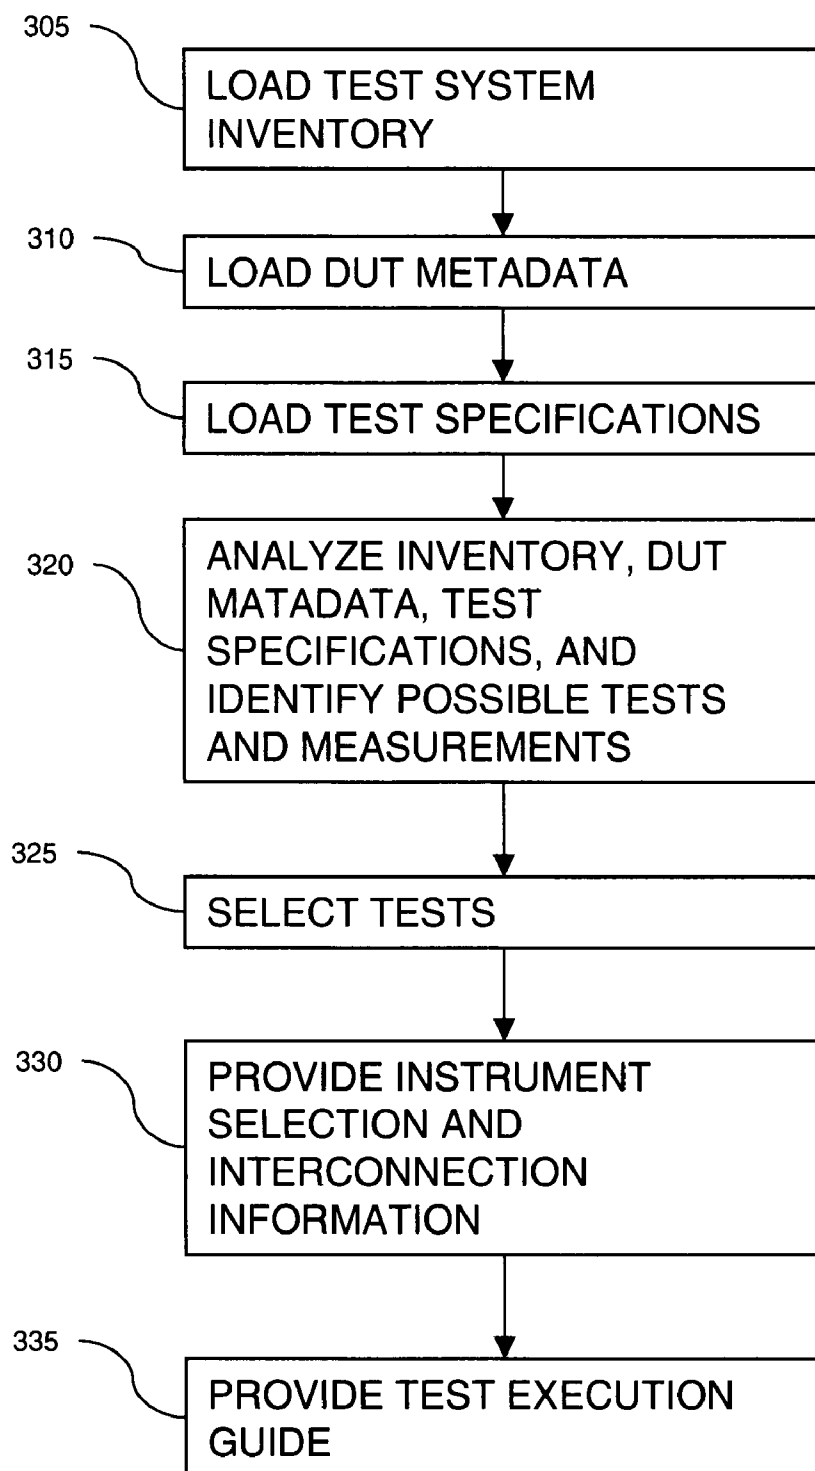 305
LOAD TEST SYSTEM
INVENTORY
310
LOAD DUT METADATA
315
LOAD TEST SPECIFICATIONS
320
ANALYZE INVENTORY, DUT
MATADATA, TEST
SPECIFICATIONS, AND
IDENTIFY POSSIBLE TESTS
AND MEASUREMENTS
325
SELECT TESTS
330
PROVIDE INSTRUMENT
SELECTION AND
INTERCONNECTION
INFORMATION
335
PROVIDE TEST EXECUTION
GUIDE